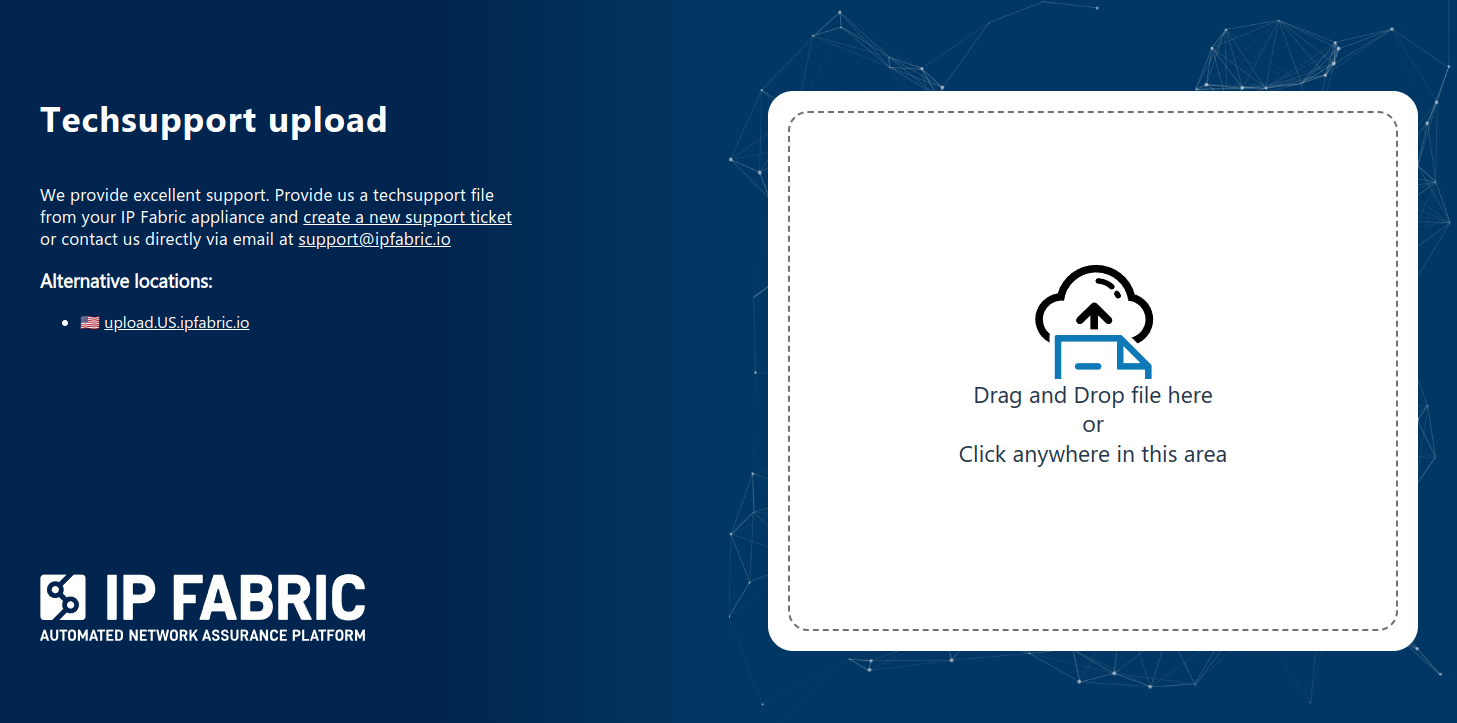 Techsupport upload
We provide excellent support. Provide us a techsupport file
from your IP Fabric appliance and create a new support ticket
or contact us directly via email at support@ipfabric.io
Alternative locations:
🇺🇸 upload.US.ipfabric.io
Drag and Drop file here
or
Click anywhere in this area
IP FABRIC
AUTOMATED NETWORK ASSURANCE PLATFORM